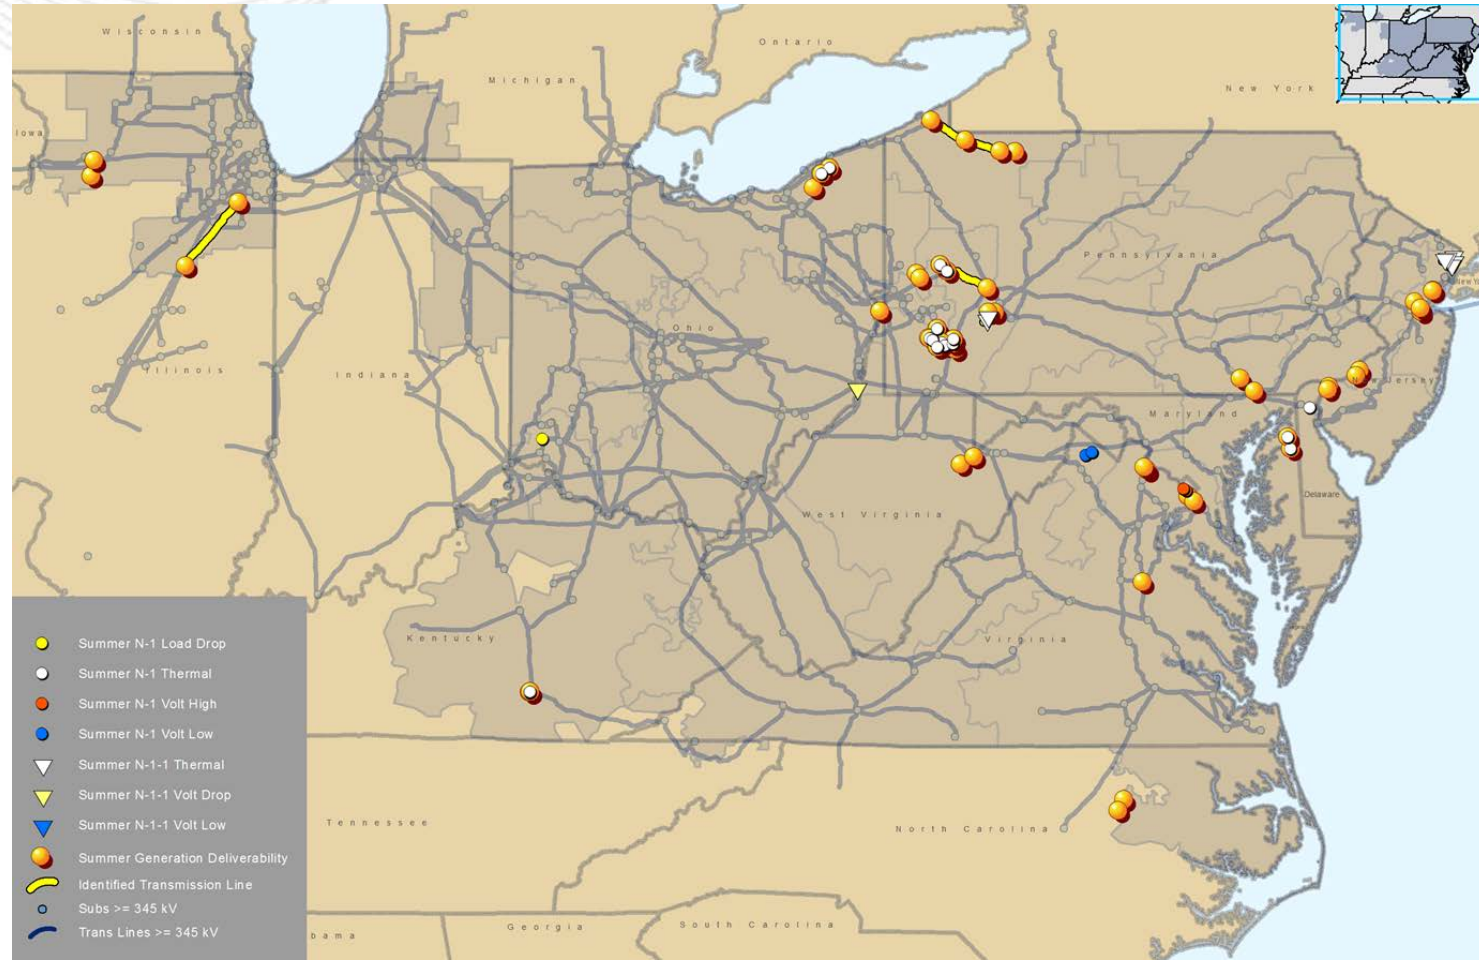 Wisconsin
Ontario
Michigan
New York
Iowa
Pennsylvania
Ohio
Illinois
Indiana
New Jersey
Maryland
Delaware
West Virginia
Kentucky
Virginia
Tennessee
North Carolina
South Carolina
Georgia
bama
Summer N-1 Load Drop
Summer N-1 Thermal
Summer N-1 Volt High
Summer N-1 Volt Low
Summer N-1-1 Thermal
Summer N-1-1 Volt Drop
Summer N-1-1 Volt Low
Summer Generation Deliverability
Identified Transmission Line
Subs >= 345 kV
Trans Lines >= 345 kV